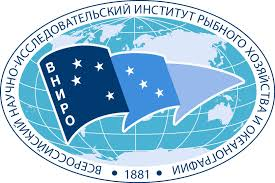 ВСЕРОССИЙСКИЙ НАУЧНО-ИССЛЕДОВАТЕЛЬСКИЙ ИНСТИТУТ РЫБНОГО ХОЗЯЙСТВА И ОКЕАНОГРАФИИ
ВНИРО
• 1881 •